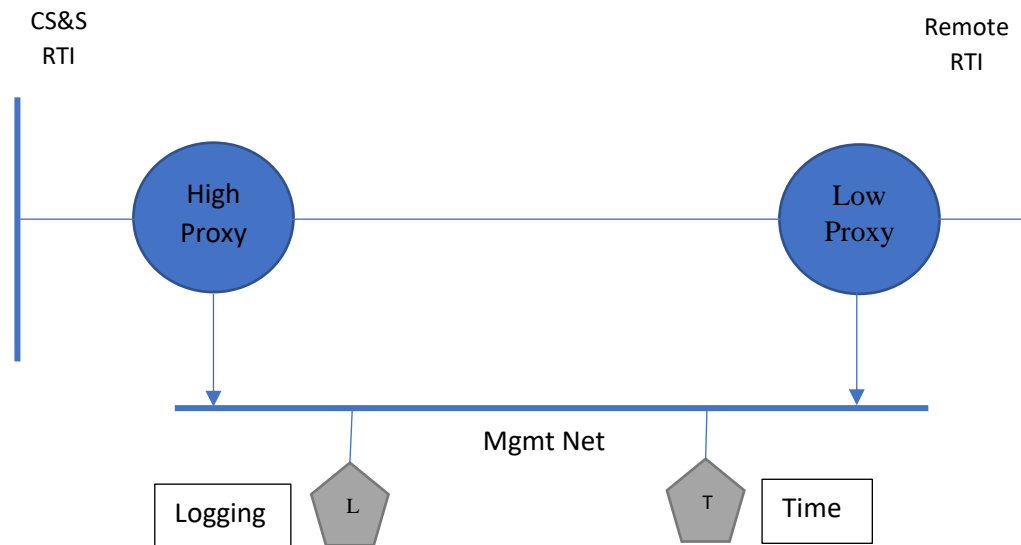 CS&S
RTI
Remote
RTI
High
Proxy
Low
Proxy
Mgmt Net
Logging
L
T
Time